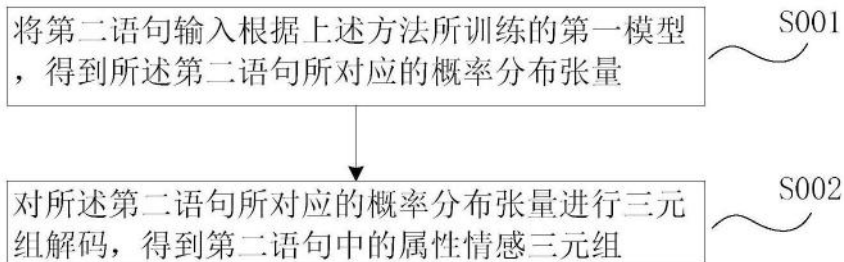 将第二语句输入根据上述方法所训练的第一模型
,得到所述第二语句所对应的概率分布张量
S001
对所述第二语句所对应的概率分布张量进行三元
组解码,得到第二语句中的属性情感三元组
S002